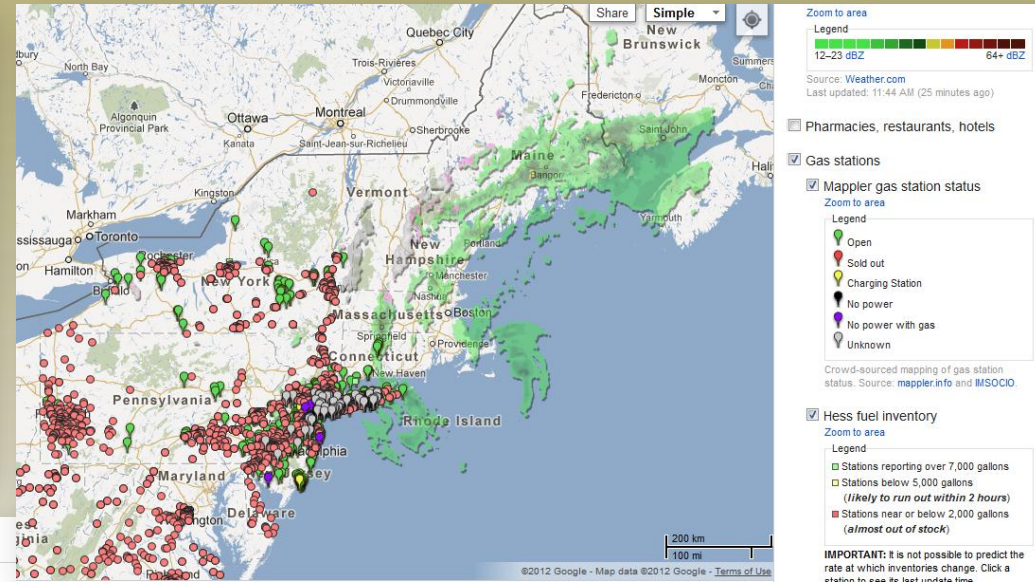 Share
Simple
Quebec City
New
Brunswick
North Bay
Trois-Rivières
Victoriaville
Drummondville
Moncton
Fredericton
Algonquin
Provincial Park
Ottawa
Kanata
Montreal
Sherbrooke
Saint-Jean-sur-Richelieu
Saint John
Maine
Bangor
Kingston
Vermont
Yarmouth
Markham
Toronto
Hamilton
Rochester
New York
New
Hampshire
Portland
Manchester
Nashua
Massachusetts
Boston
Springfield
Providence
Connecticut
New Haven
Pennsylvania
Rhode Island
Maryland
Delaware
200 km
100 mi
©2012 Google - Map data ©2012 Google - Terms of Use
Zoom to area
Legend
12–23 dBZ
64+ dBZ
Source: Weather.com
Last updated: 11:44 AM (25 minutes ago)
Pharmacies, restaurants, hotels
Gas stations
Mappler gas station status
Zoom to area
Legend
Open
Sold out
Charging Station
No power
No power with gas
Unknown
Crowd-sourced mapping of gas station
status. Source: mappler.info and IMSOCIO.
Hess fuel inventory
Zoom to area
Legend
Stations reporting over 7,000 gallons
Stations below 5,000 gallons
(likely to run out within 2 hours)
Stations near or below 2,000 gallons
(almost out of stock)
IMPORTANT: It is not possible to predict the
rate at which inventories change. Click a
station to see its last update time